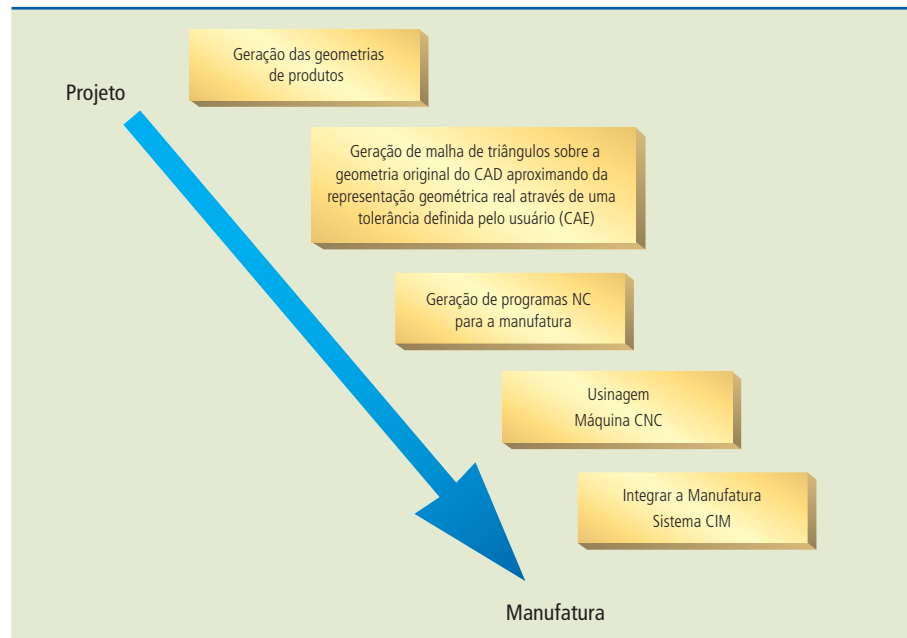 Geração das geometrias
de produtos
Projeto
Geração de malha de triângulos sobre a
geometria original do CAD aproximando da
representação geométrica real através de uma
tolerância definida pelo usuário (CAE)
Geração de programas NC
para a manufatura
Usinagem
Máquina CNC
Integrar a Manufatura
Sistema CIM
Manufatura